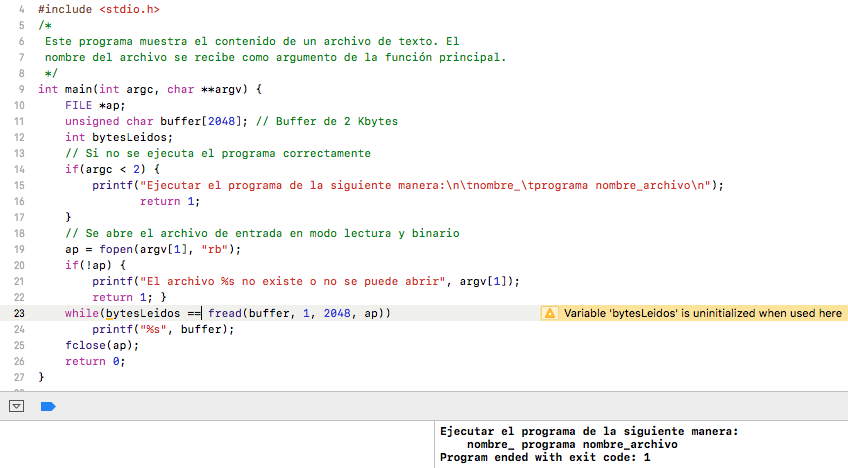 4 #include <stdio.h>
5 /*
6 Este programa muestra el contenido de un archivo de texto. El
7 nombre del archivo se recibe como argumento de la función principal.
8 */
9 int main(int argc, char **argv) {
10 FILE *ap;
11 unsigned char buffer[2048]; // Buffer de 2 Kbytes
12 int bytesLeidos;
13 // Si no se ejecuta el programa correctamente
14 if(argc < 2) {
15 printf("Ejecutar el programa de la siguiente manera:\n\tnombre_\tprograma nombre_archivo\n");
16 return 1;
17 }
18 // Se abre el archivo de entrada en modo lectura y binario
19 ap = fopen(argv[1], "rb");
20 if(!ap) {
21 printf("El archivo %s no existe o no se puede abrir", argv[1]);
22 return 1; }
23 while(bytesLeidos == fread(buffer, 1, 2048, ap)) Variable 'bytesLeidos' is uninitialized when used here
24 printf("%s", buffer);
25 fclose(ap);
26 return 0;
27 }
Ejecutar el programa de la siguiente manera:
nombre_ programa nombre_archivo
Program ended with exit code: 1